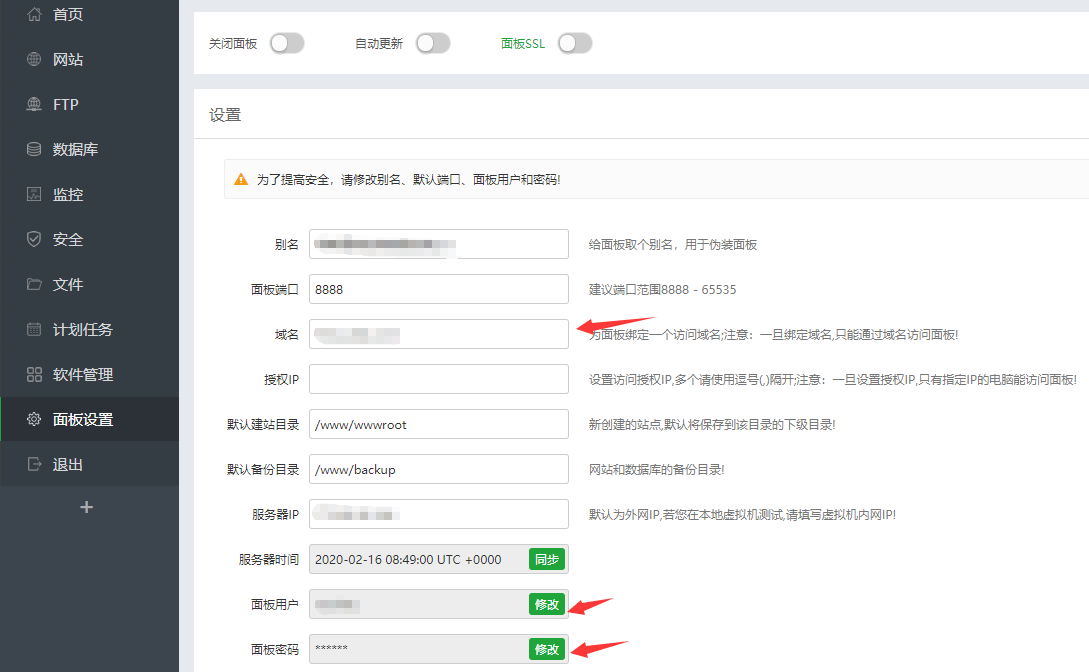 首页
网站
FTP
数据库
监控
安全
文件
计划任务
软件管理
面板设置
退出
+
关闭面板 自动更新 面板SSL
设置
为了提高安全，请修改别名、默认端口、面板用户和密码!
别名 给面板取个别名，用于伪装面板
面板端口 8888 建议端口范围8888 - 65535
域名 为面板绑定一个访问域名;注意：一旦绑定域名,只能通过域名访问面板!
授权IP 设置访问授权IP,多个请使用逗号(,)隔开;注意：一旦设置授权IP,只有指定IP的电脑能访问面板!
默认建站目录 /www/wwwroot 新创建的站点,默认将保存到该目录的下级目录!
默认备份目录 /www/backup 网站和数据库的备份目录!
服务器IP 默认为外网IP,若您在本地虚拟机测试,请填写虚拟机内网IP!
服务器时间 2020-02-16 08:49:00 UTC +0000 同步
面板用户 修改
面板密码 ****** 修改